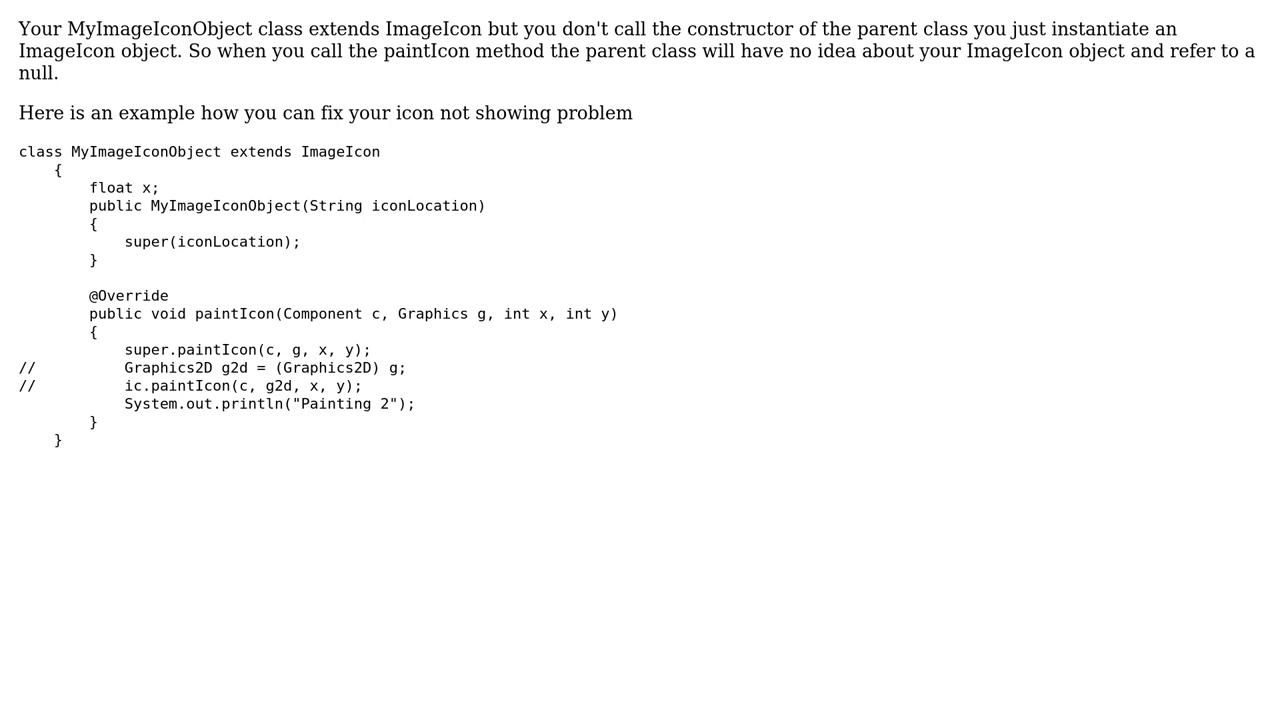 Your MyImageIconObject class extends ImageIcon but you don't call the constructor of the parent class you just instantiate an
ImageIcon object. So when you call the paintIcon method the parent class will have no idea about your ImageIcon object and refer to a
null.
Here is an example how you can fix your icon not showing problem
class MyImageIconObject extends ImageIcon
    {
        float x;
        public MyImageIconObject(String iconLocation)
        {
            super(iconLocation);
        }
        @Override
        public void paintIcon(Component c, Graphics g, int x, int y)
        {
            super.paintIcon(c, g, x, y);
//          Graphics2D g2d = (Graphics2D) g;
//          ic.paintIcon(c, g2d, x, y);
            System.out.println("Painting 2");
        }
    }